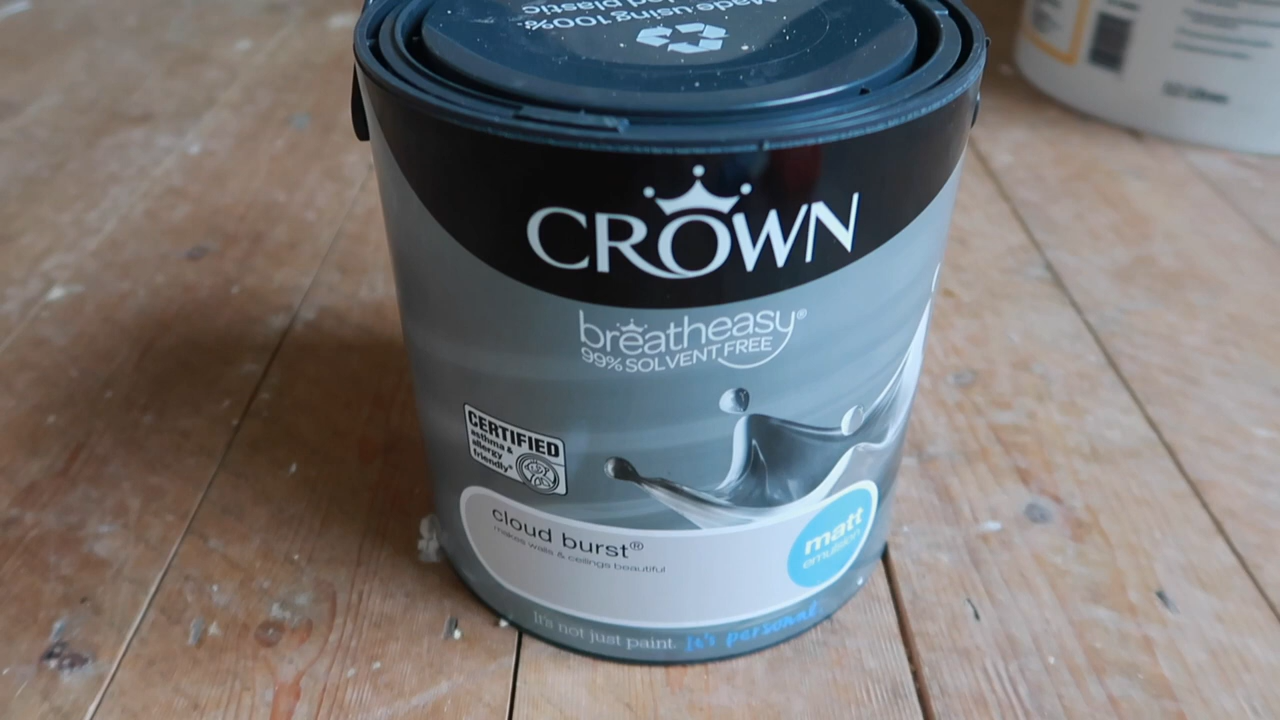 Made using 100%
plastic
CROWN
breatheasy®
99% SOLVENT FREE
CERTIFIED
asthma &
allergy
friendly®
cloud burst®
makes walls & ceilings beautiful
matt
emulsion
It's not just paint. It's personal.